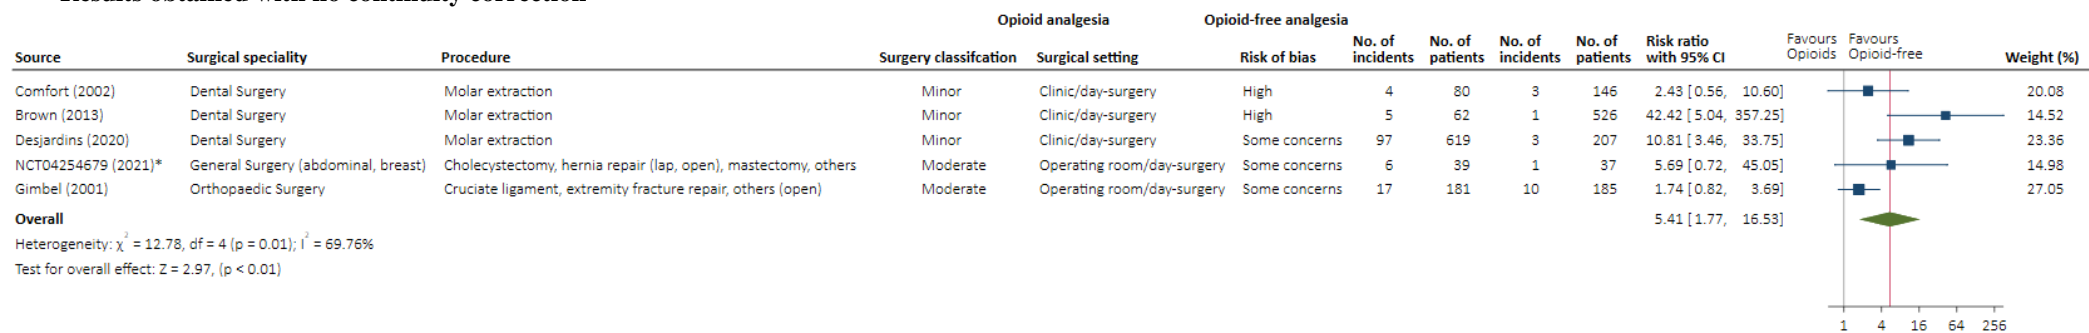 Results obtained with no continuity correction
Opioid analgesia Opioid-free analgesia
No. of No. of No. of No. of Risk ratio Favours Favours
Source Surgical speciality Procedure Surgery classifcation Surgical setting Risk of bias incidents patients incidents patients with 95% CI Opioids Opioid-free Weight (%)
Comfort (2002) Dental Surgery Molar extraction Minor Clinic/day-surgery High 4 80 3 146 2.43 [ 0.56, 10.60] 20.08
Brown (2013) Dental Surgery Molar extraction Minor Clinic/day-surgery High 5 62 1 526 42.42 [ 5.04, 357.25] 14.52
Desjardins (2020) Dental Surgery Molar extraction Minor Clinic/day-surgery Some concerns 97 619 3 207 10.81 [ 3.46, 33.75] 23.36
NCT04254679 (2021)* General Surgery (abdominal, breast) Cholecystectomy, hernia repair (lap, open), mastectomy, others Moderate Operating room/day-surgery Some concerns 6 39 1 37 5.69 [ 0.72, 45.05] 14.98
Gimbel (2001) Orthopaedic Surgery Cruciate ligament, extremity fracture repair, others (open) Moderate Operating room/day-surgery Some concerns 17 181 10 185 1.74 [ 0.82, 3.69] 27.05
Overall 5.41 [ 1.77, 16.53]
Heterogeneity: χ² = 12.78, df = 4 (p = 0.01); I² = 69.76%
Test for overall effect: Z = 2.97, (p < 0.01)
1 4 16 64 256